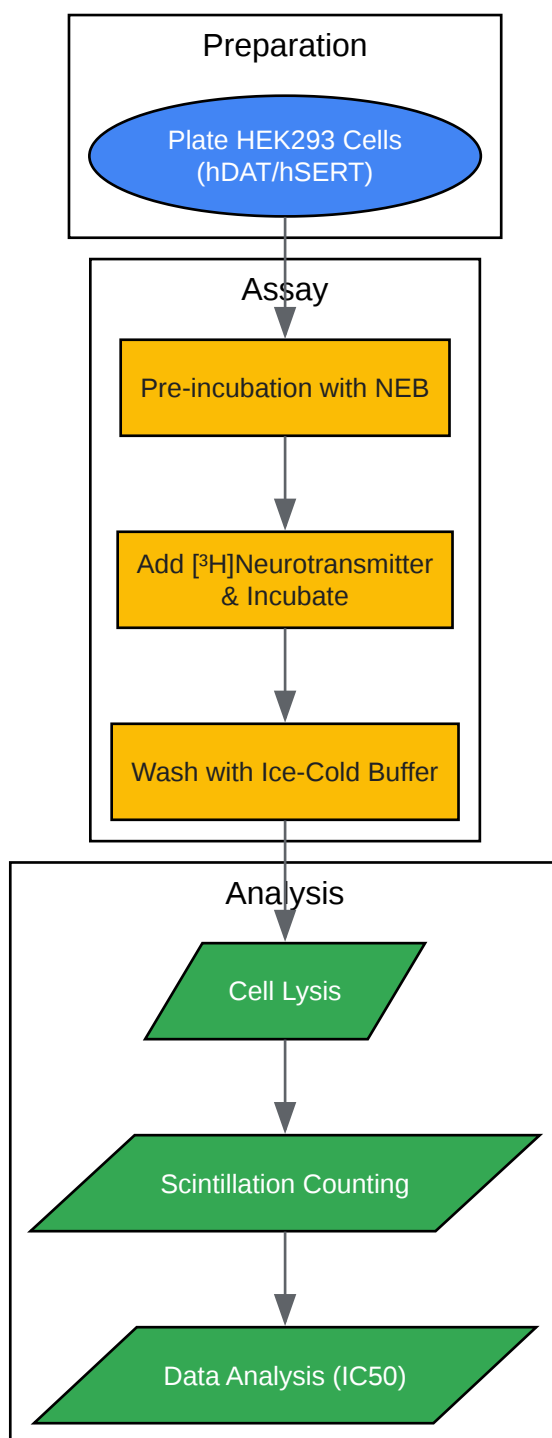 Preparation
Plate HEK293 Cells
(hDAT/hSERT)
Assay
Pre-incubation with NEB
Add [³H]Neurotransmitter
& Incubate
Wash with Ice-Cold Buffer
Analysis
Cell Lysis
Scintillation Counting
Data Analysis (IC50)